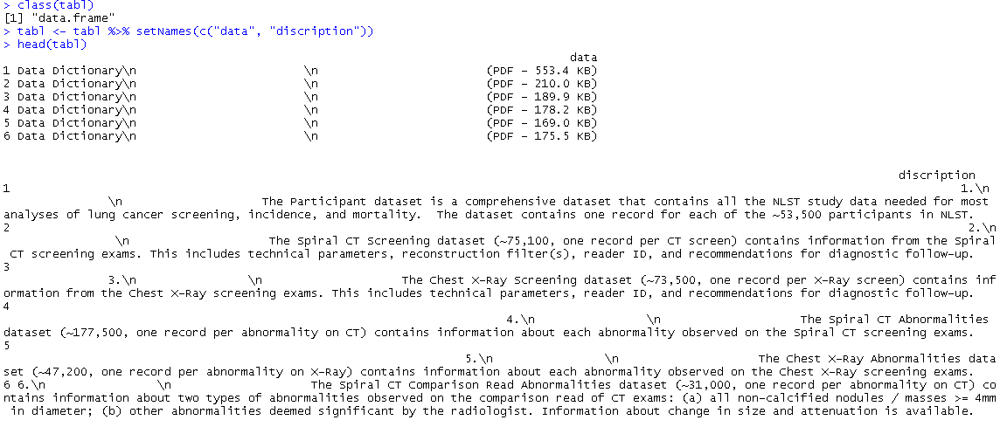 > class(tabl)
[1] "data.frame"
> tabl <- tabl %>% setNames(c("data", "discription"))
> head(tabl)
data
1 Data Dictionary\n \n (PDF - 553.4 KB)
2 Data Dictionary\n \n (PDF - 210.0 KB)
3 Data Dictionary\n \n (PDF - 189.9 KB)
4 Data Dictionary\n \n (PDF - 178.2 KB)
5 Data Dictionary\n \n (PDF - 169.0 KB)
6 Data Dictionary\n \n (PDF - 175.5 KB)
discription
1 1.\n
\n The Participant dataset is a comprehensive dataset that contains all the NLST study data needed for most
analyses of lung cancer screening, incidence, and mortality. The dataset contains one record for each of the ~53,500 participants in NLST.
2 2.\n
\n The Spiral CT Screening dataset (~75,100, one record per CT screen) contains information from the Spiral
CT screening exams. This includes technical parameters, reconstruction filter(s), reader ID, and recommendations for diagnostic follow-up.
3
3.\n \n The Chest X-Ray Screening dataset (~73,500, one record per X-Ray screen) contains inf
ormation from the Chest X-Ray screening exams. This includes technical parameters, reader ID, and recommendations for diagnostic follow-up.
4
4.\n \n The Spiral CT Abnormalities
dataset (~177,500, one record per abnormality on CT) contains information about each abnormality observed on the Spiral CT screening exams.
5
5.\n \n The Chest X-Ray Abnormalities data
set (~47,200, one record per abnormality on X-Ray) contains information about each abnormality observed on the Chest X-Ray screening exams.
6 6.\n \n The Spiral CT Comparison Read Abnormalities dataset (~31,000, one record per abnormality on CT) co
ntains information about two types of abnormalities observed on the comparison read of CT exams: (a) all non-calcified nodules / masses >= 4mm
in diameter; (b) other abnormalities deemed significant by the radiologist. Information about change in size and attenuation is available.